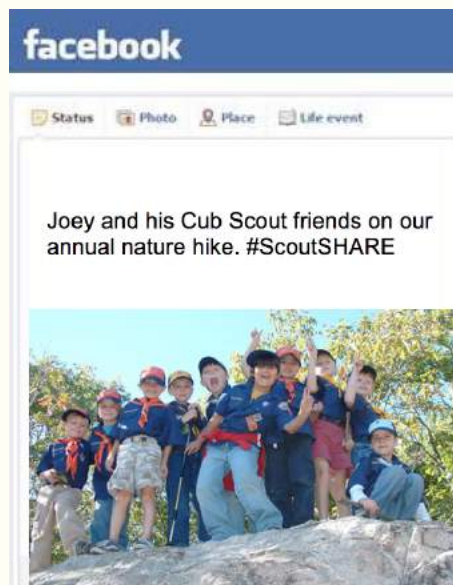 facebook
Status Photo Place Life event
Joey and his Cub Scout friends on our
annual nature hike. #ScoutSHARE